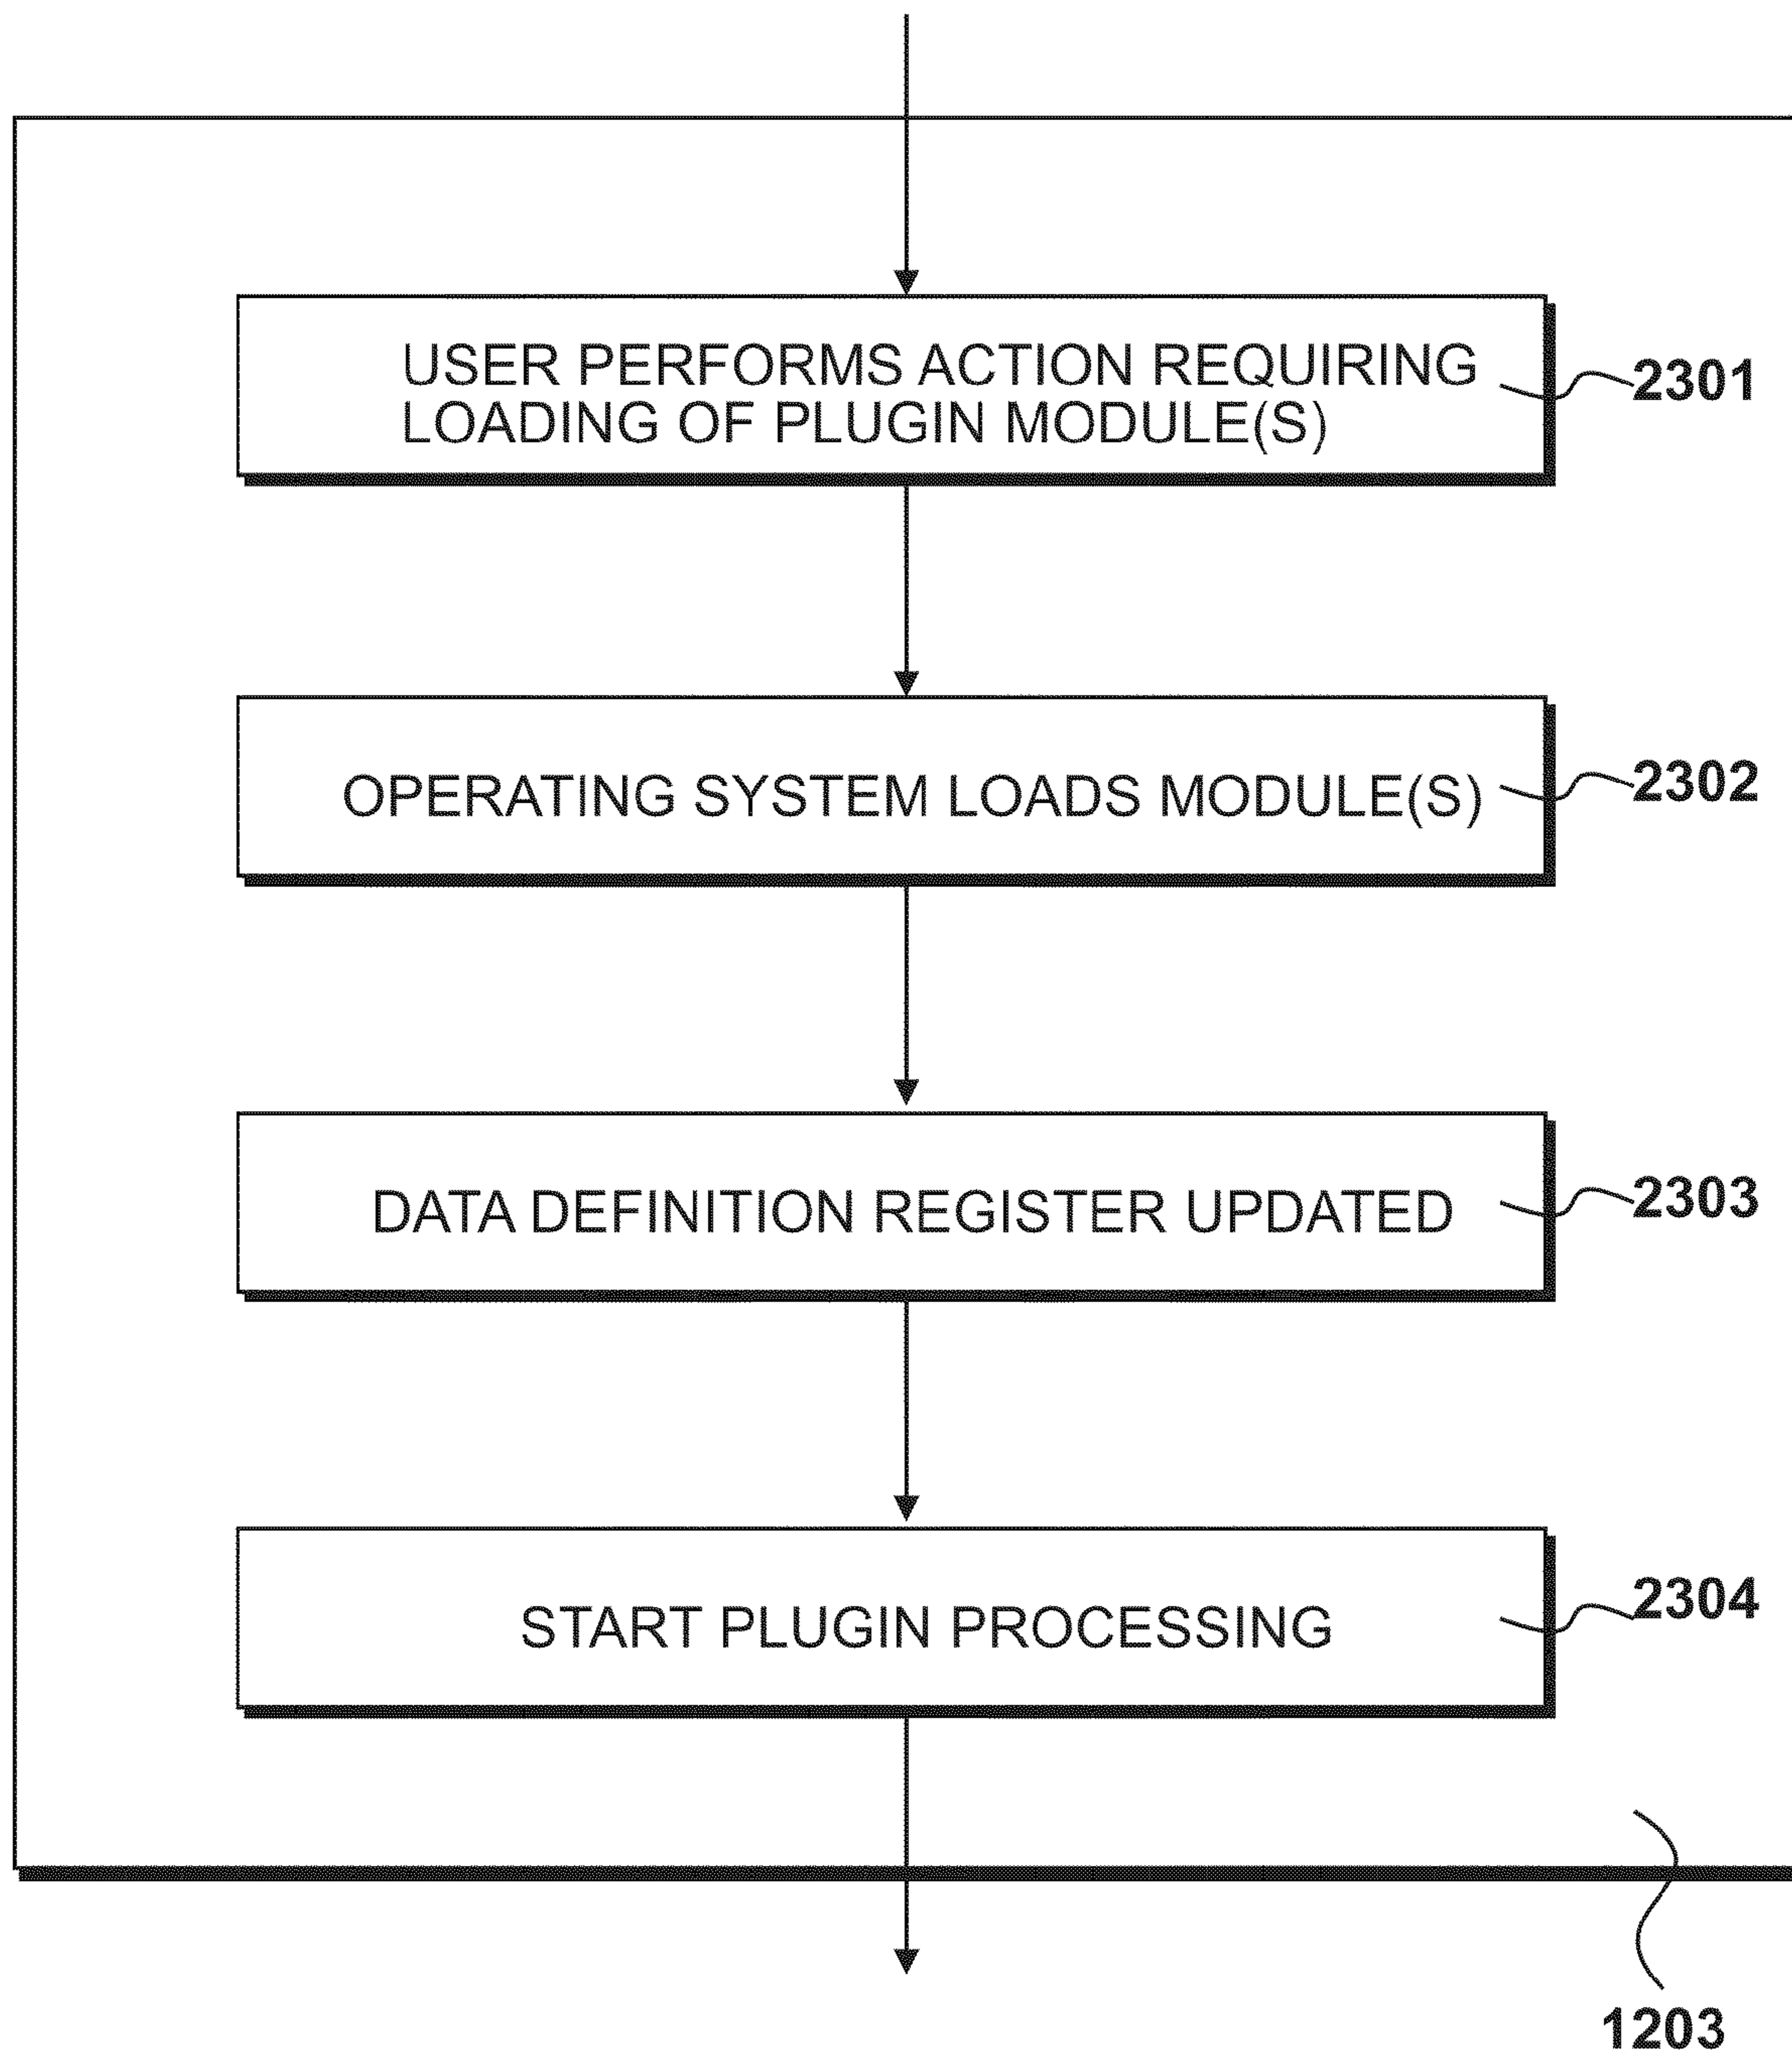 USER PERFORMS ACTION REQUIRING
LOADING OF PLUGIN MODULE(S)
2301
OPERATING SYSTEM LOADS MODULE(S)
2302
DATA DEFINITION REGISTER UPDATED
2303
START PLUGIN PROCESSING
2304
1203